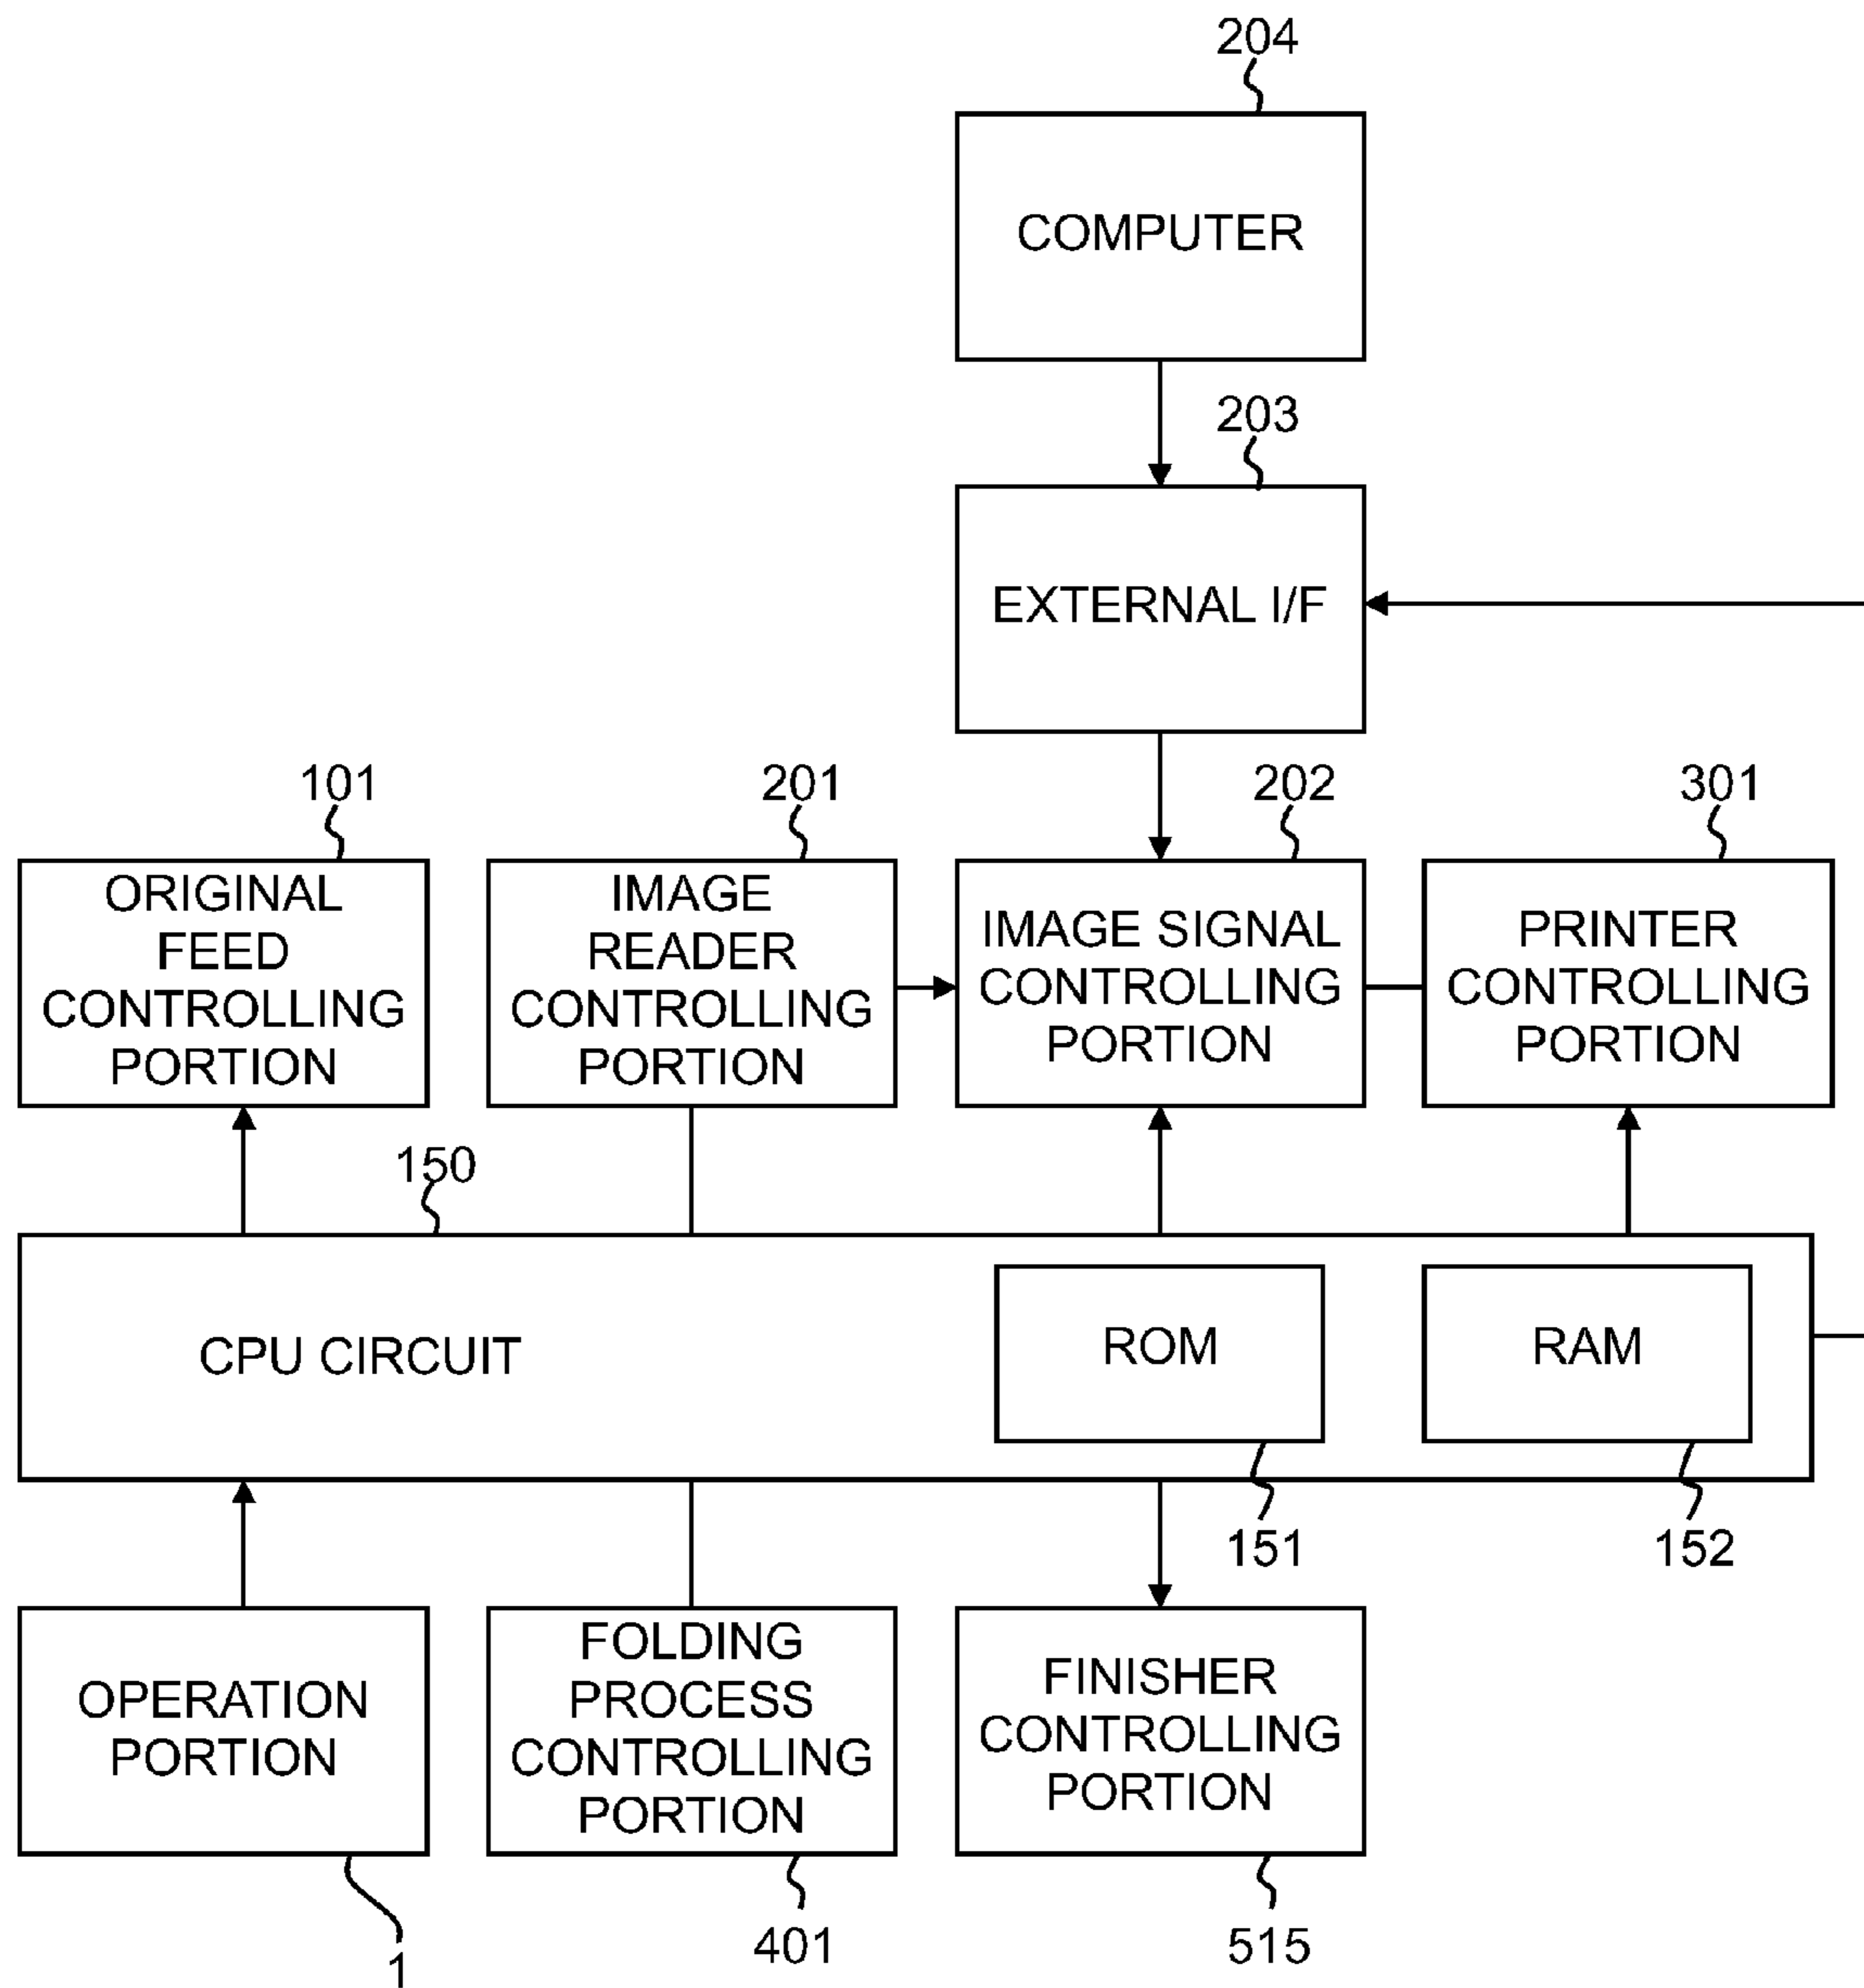 204
COMPUTER
203
EXTERNAL I/F
101
201
202
301
ORIGINAL
FEED
CONTROLLING
PORTION
IMAGE
READER
CONTROLLING
PORTION
IMAGE SIGNAL
CONTROLLING
PORTION
PRINTER
CONTROLLING
PORTION
150
CPU CIRCUIT
ROM
RAM
151
152
OPERATION
PORTION
FOLDING
PROCESS
CONTROLLING
PORTION
FINISHER
CONTROLLING
PORTION
1
401
515